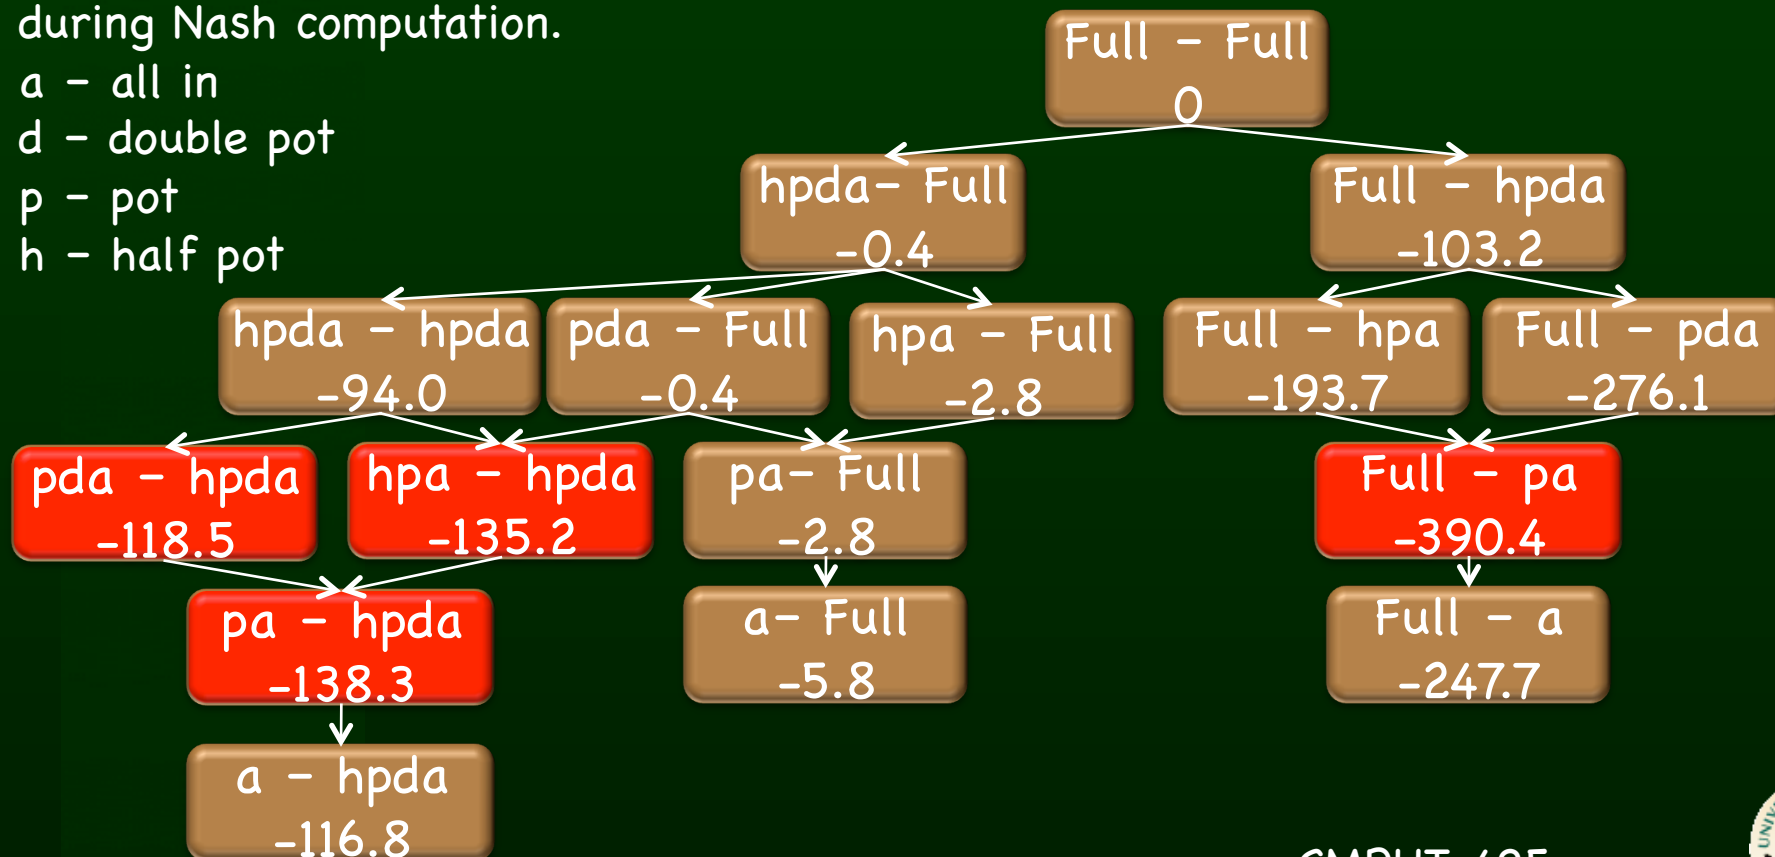 during Nash computation.
a – all in
d – double pot
p – pot
h – half pot
Full – Full
0
hpda– Full
-0.4
Full – hpda
-103.2
hpda – hpda
-94.0
pda – Full
-0.4
hpa – Full
-2.8
Full – hpa
-193.7
Full – pda
-276.1
pda – hpda
-118.5
hpa – hpda
-135.2
pa– Full
-2.8
Full – pa
-390.4
pa – hpda
-138.3
a– Full
-5.8
Full – a
-247.7
a – hpda
-116.8